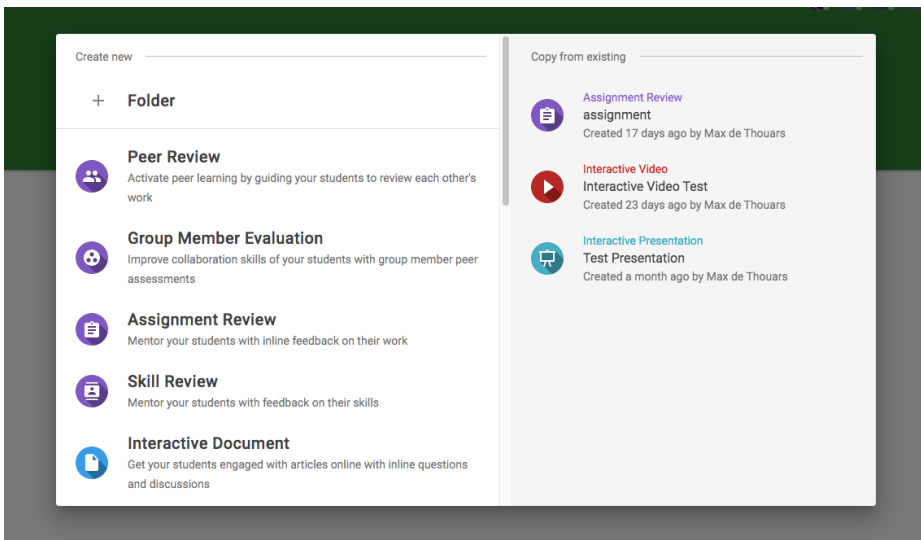 Create new
+ Folder
Peer Review
Activate peer learning by guiding your students to review each other's
work
Group Member Evaluation
Improve collaboration skills of your students with group member peer
assessments
Assignment Review
Mentor your students with inline feedback on their work
Skill Review
Mentor your students with feedback on their skills
Interactive Document
Get your students engaged with articles online with inline questions
and discussions
Copy from existing
Assignment Review
assignment
Created 17 days ago by Max de Thouars
Interactive Video
Interactive Video Test
Created 23 days ago by Max de Thouars
Interactive Presentation
Test Presentation
Created a month ago by Max de Thouars